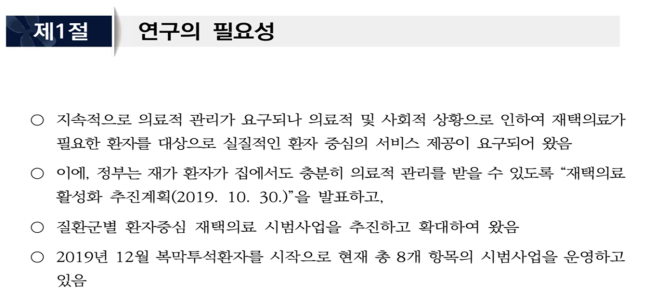 제1절 연구의 필요성
○ 지속적으로 의료적 관리가 요구되나 의료적 및 사회적 상황으로 인하여 재택의료가
필요한 환자를 대상으로 실질적인 환자 중심의 서비스 제공이 요구되어 왔음
○ 이에, 정부는 재가 환자가 집에서도 충분히 의료적 관리를 받을 수 있도록 “재택의료
활성화 추진계획(2019. 10. 30.)”을 발표하고,
○ 질환군별 환자중심 재택의료 시범사업을 추진하고 확대하여 왔음
○ 2019년 12월 복막투석환자를 시작으로 현재 총 8개 항목의 시범사업을 운영하고
있음